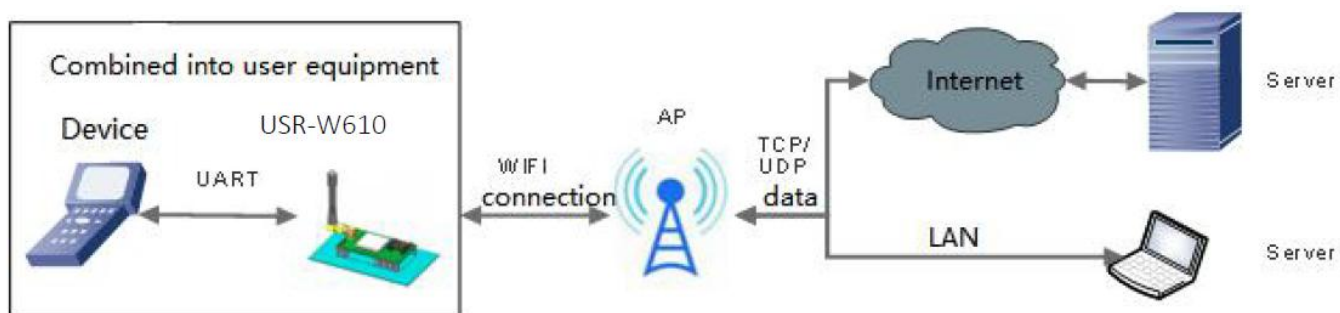 Combined into user equipment
Device
USR-W610
UART
WIFI
connection
AP
TCP/
UDP
data
Internet
Server
LAN
Server